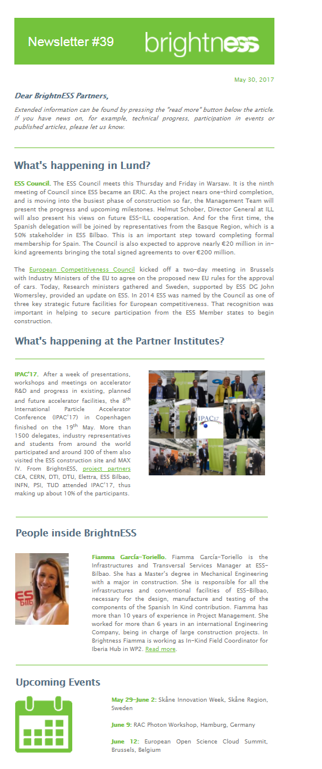 Newsletter #39
brightness
May 30, 2017
Dear BrightnESS Partners,
Extended information can be found by pressing the "read more" button below the article.
If you have news on, for example, technical progress, participation in events or
published articles, please let us know.
What's happening in Lund?
ESS Council. The ESS Council meets this Thursday and Friday in Warsaw. It is the ninth
meeting of Council since ESS became an ERIC. As the project nears one-third completion,
and is moving into the busiest phase of construction so far, the Management Team will
present the progress and upcoming milestones. Helmut Schober, Director General at ILL
will also present his views on future ESS-ILL cooperation. And for the first time, the
Spanish delegation will be joined by representatives from the Basque Region, which is a
50% stakeholder in ESS Bilbao. This is an important step toward completing formal
membership for Spain. The Council is also expected to approve nearly €20 million in in-
kind agreements bringing the total signed agreements to over €200 million.
The European Competitiveness Council kicked off a two-day meeting in Brussels
with Industry Ministers of the EU to agree on the proposed new EU rules for the approval
of cars. Today, Research ministers gathered and Sweden, supported by ESS DG John
Womersley, provided an update on ESS. In 2014 ESS was named by the Council as one of
three key strategic future facilities for European competitiveness. That recognition was
important in helping to secure participation from the ESS Member states to begin
construction.
What's happening at the Partner Institutes?
IPAC'17. After a week of presentations,
workshops and meetings on accelerator
R&D and progress in existing, planned
and future accelerator facilities, the 8th
International Particle Accelerator
Conference (IPAC'17) in Copenhagen
finished on the 19th May. More than
1500 delegates, industry representatives
and students from around the world
participated and around 300 of them also
visited the ESS construction site and MAX
IV. From BrightnESS, project partners
CEA, CERN, DTI, DTU, Elettra, ESS Bilbao,
INFN, PSI, TUD attended IPAC'17, thus
making up about 10% of the participants.
People inside BrightnESS
Fiamma García-Toriello. Fiamma García-Toriello is the
Infrastructures and Transversal Services Manager at ESS-
Bilbao. She has a Master's degree in Mechanical Engineering
with a major in construction. She is responsible for all the
infrastructures and conventional facilities of ESS-Bilbao,
necessary for the design, manufacture and testing of the
components of the Spanish In Kind contribution. Fiamma has
more than 10 years of experience in Project Management. She
worked for more than 6 years in an international Engineering
Company, being in charge of large construction projects. In
Brightness Fiamma is working as In-Kind Field Coordinator for
Iberia Hub in WP2. Read more.
Upcoming Events
May 29-June 2: Skåne Innovation Week, Skåne Region,
Sweden
June 9: RAC Photon Workshop, Hamburg, Germany
June 12: European Open Science Cloud Summit,
Brussels, Belgium